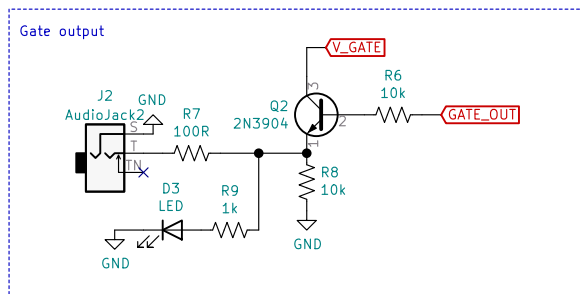 Gate output
V_GATE
J2
AudioJack2
GND
R7
100R
Q2
2N3904
3
2
1
R6
10k
GATE_OUT
S
T
TN
R8
10k
GND
D3
LED
R9
1k
GND